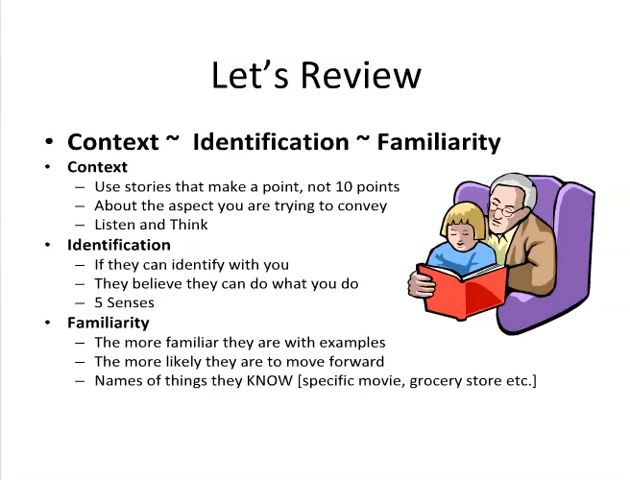 Let's Review
• Context ~ Identification ~ Familiarity
• Context
– Use stories that make a point, not 10 points
– About the aspect you are trying to convey
– Listen and Think
• Identification
– If they can identify with you
– They believe they can do what you do
– 5 Senses
• Familiarity
– The more familiar they are with examples
– The more likely they are to move forward
– Names of things they KNOW [specific movie, grocery store etc.]